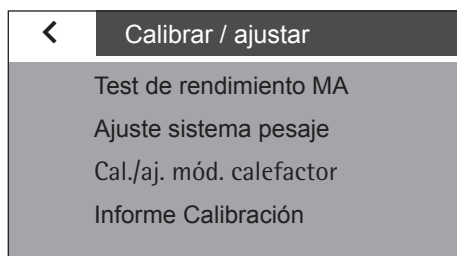 Calibrar / ajustar
Test de rendimiento MA
Ajuste sistema pesaje
Cal./aj. mód. calefactor
Informe Calibración